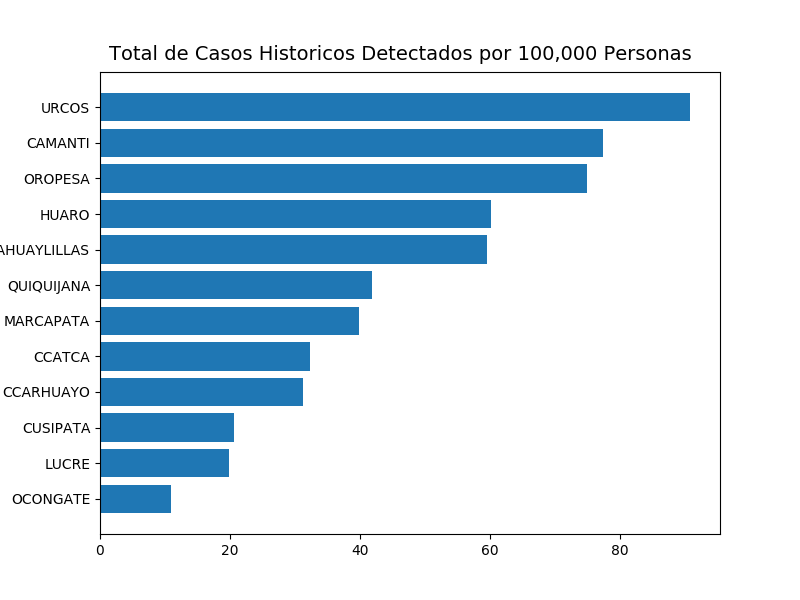 Total de Casos Historicos Detectados por 100,000 Personas
URCOS
CAMANTI
OROPESA
HUARO
AHUAYLILLAS
QUIQUIJANA
MARCAPATA
CCATCA
CCARHUAYO
CUSIPATA
LUCRE
OCONGATE
0 20 40 60 80